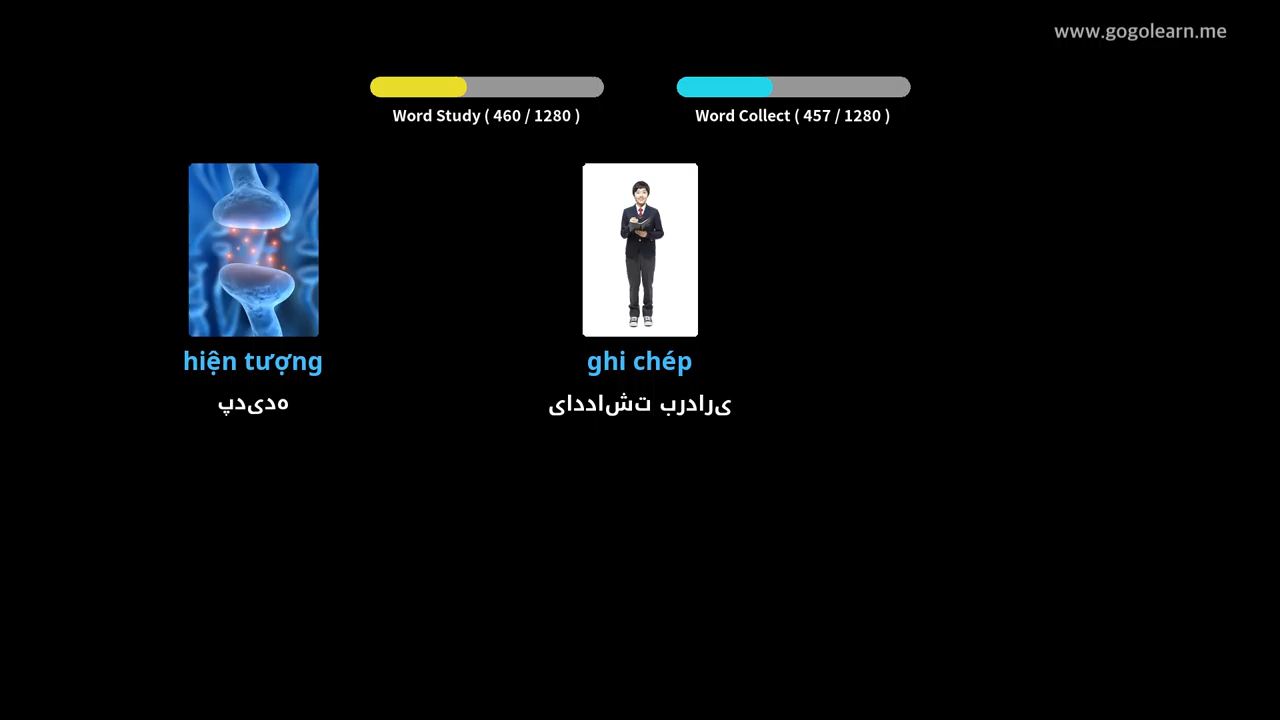 www.gogolearn.me
Word Study ( 460 / 1280 )
Word Collect ( 457 / 1280 )
hiện tượng
ghi chép
پدیده
یادداشت برداری